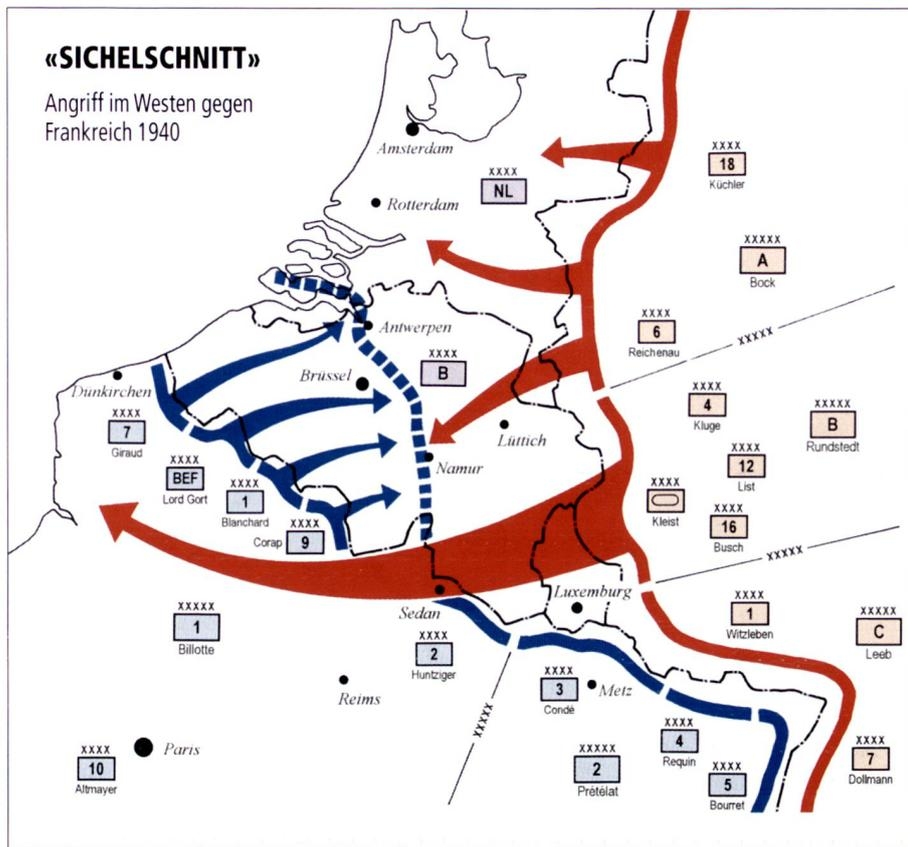 «SICHELSCHNITT»
Angriff im Westen gegen
Frankreich 1940
Amsterdam
XXXX
18
Küchler
XXXX
NL
Rotterdam
XXXXX
A
Bock
XXXX
6
Reichenau
XXXXX
Antwerpen
XXXX
B
Brüssel
Dünkirchen
XXXX
7
Giraud
XXXX
4
Kluge
XXXXX
B
Rundstedt
Lüttich
XXXX
12
List
Namur
XXXX
BEF
Lord Gort
XXXX
1
Blanchard
XXXX
Kleist
XXXX
16
Busch
XXXX
Corap
9
XXXXX
Luxemburg
Sedan
XXXXX
1
Billotte
XXXX
1
Witzleben
XXXXX
C
Leeb
XXXX
2
Huntziger
XXXX
3
Condé
Metz
Reims
XXXXX
XXXX
4
Requin
XXXX
10
Altmayer
Paris
XXXXX
2
Prételat
XXXX
5
Bourret
XXXX
7
Dollmann